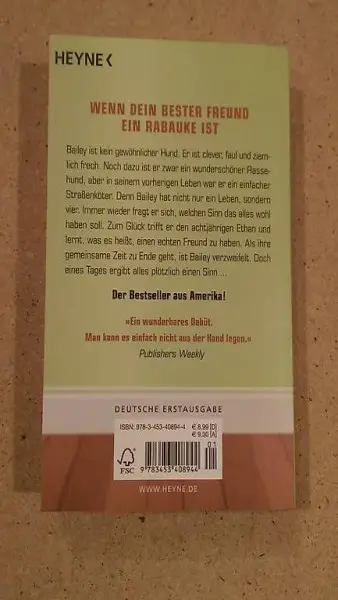 HEYNE<
WENN DEIN BESTER FREUND
EIN RABAUKE IST
Bailey ist kein gewöhnlicher Hund. Er ist clever, faul und ziem-
lich frech. Noch dazu ist er zwar ein wunderschöner Rasse-
hund, aber in seinem vorherigen Leben war er ein einfacher
Straßenköter. Denn Bailey hat nicht nur ein Leben, sondern
vier. Immer wieder fragt er sich, welchen Sinn das alles wohl
haben soll. Zum Glück trifft er den achtjährigen Ethan und
lernt, was es heißt, einen echten Freund zu haben. Als ihre
gemeinsame Zeit zu Ende geht, ist Bailey verzweifelt. Doch
eines Tages ergibt alles plötzlich einen Sinn ...
Der Bestseller aus Amerika!
»Ein wunderbares Debüt.
Man kann es einfach nicht aus der Hand legen.«
Publishers Weekly
DEUTSCHE ERSTAUSGABE
ISBN: 978-3-453-40894-4 € 8,99 [D]
€ 9,30 [A]
01
FSC
9 783453 408944
WWW.HEYNE.DE